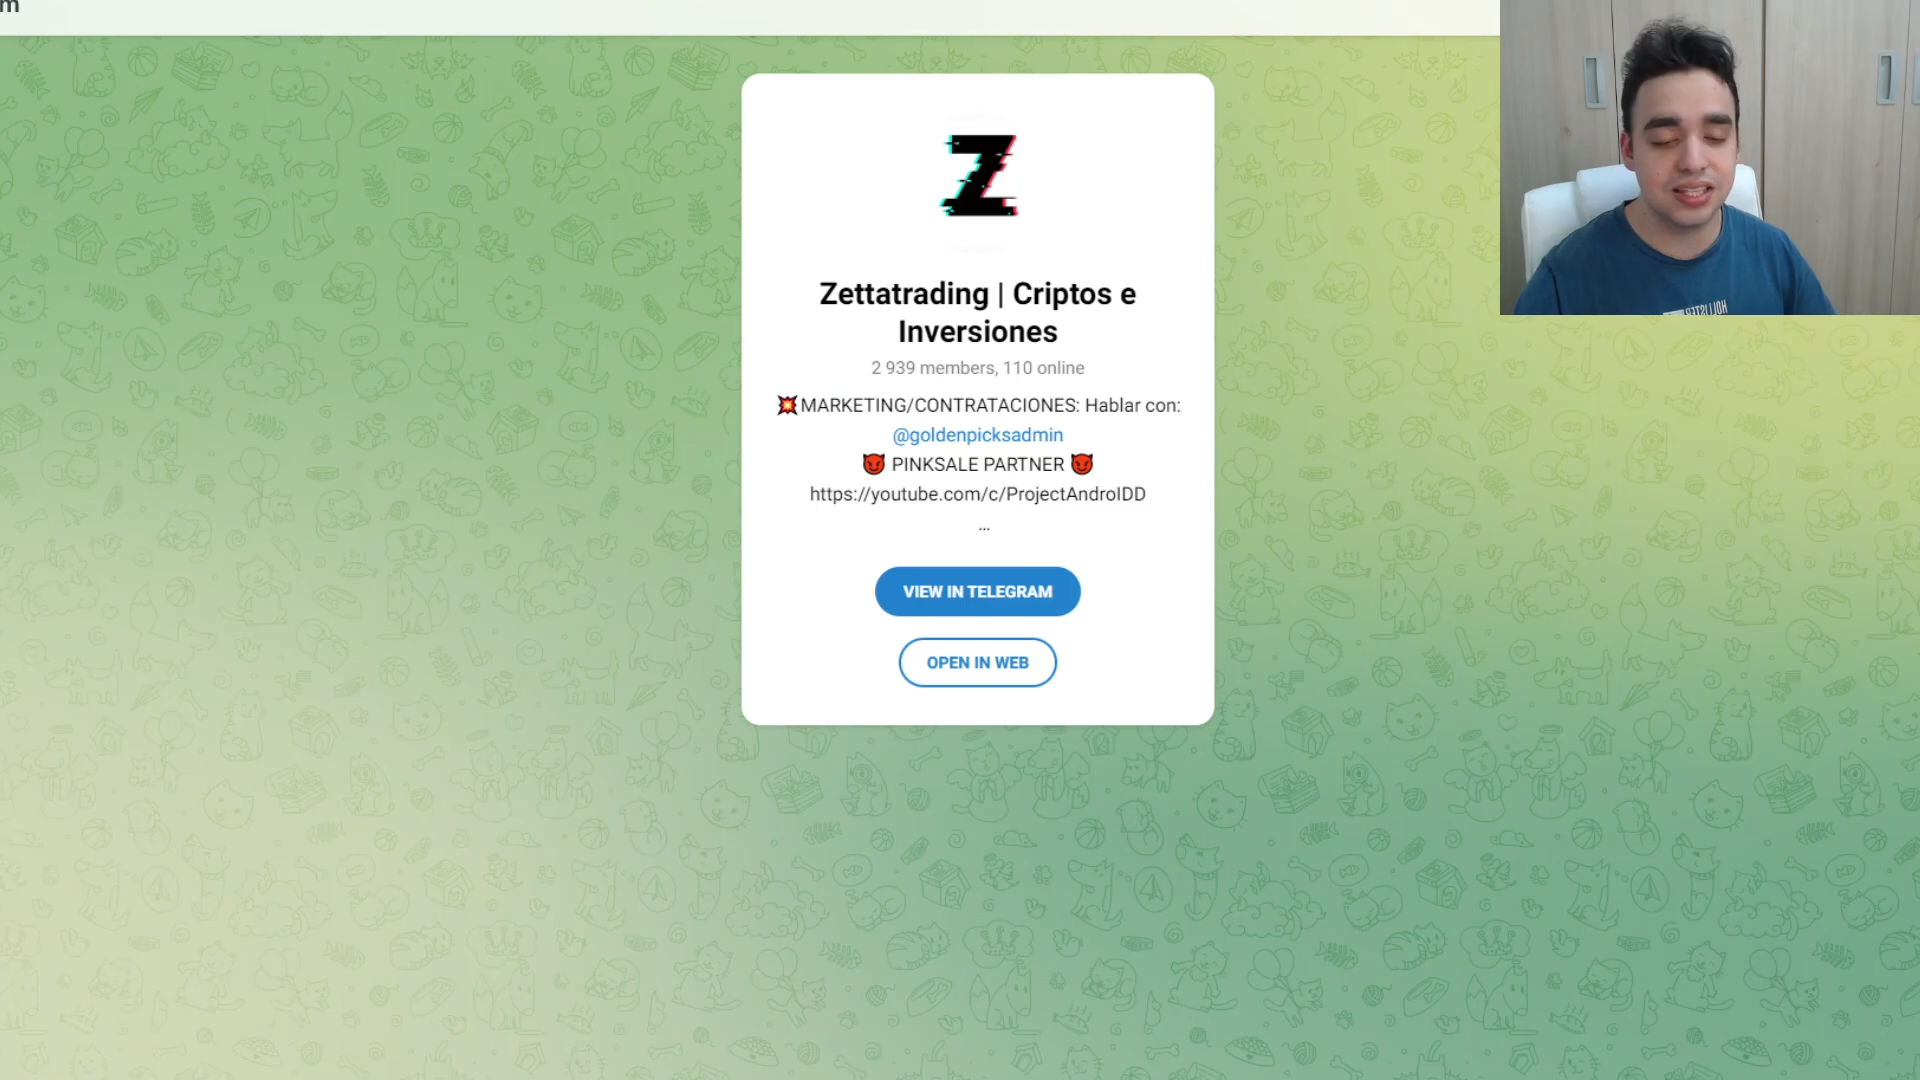 m
Z
Zettatrading | Criptos e
Inversiones
2 939 members, 110 online
💥MARKETING/CONTRATACIONES: Hablar con:
@goldenpicksadmin
😈 PINKSALE PARTNER 😈
https://youtube.com/c/ProjectAndroIDD
...
VIEW IN TELEGRAM
OPEN IN WEB
HOLLISTER